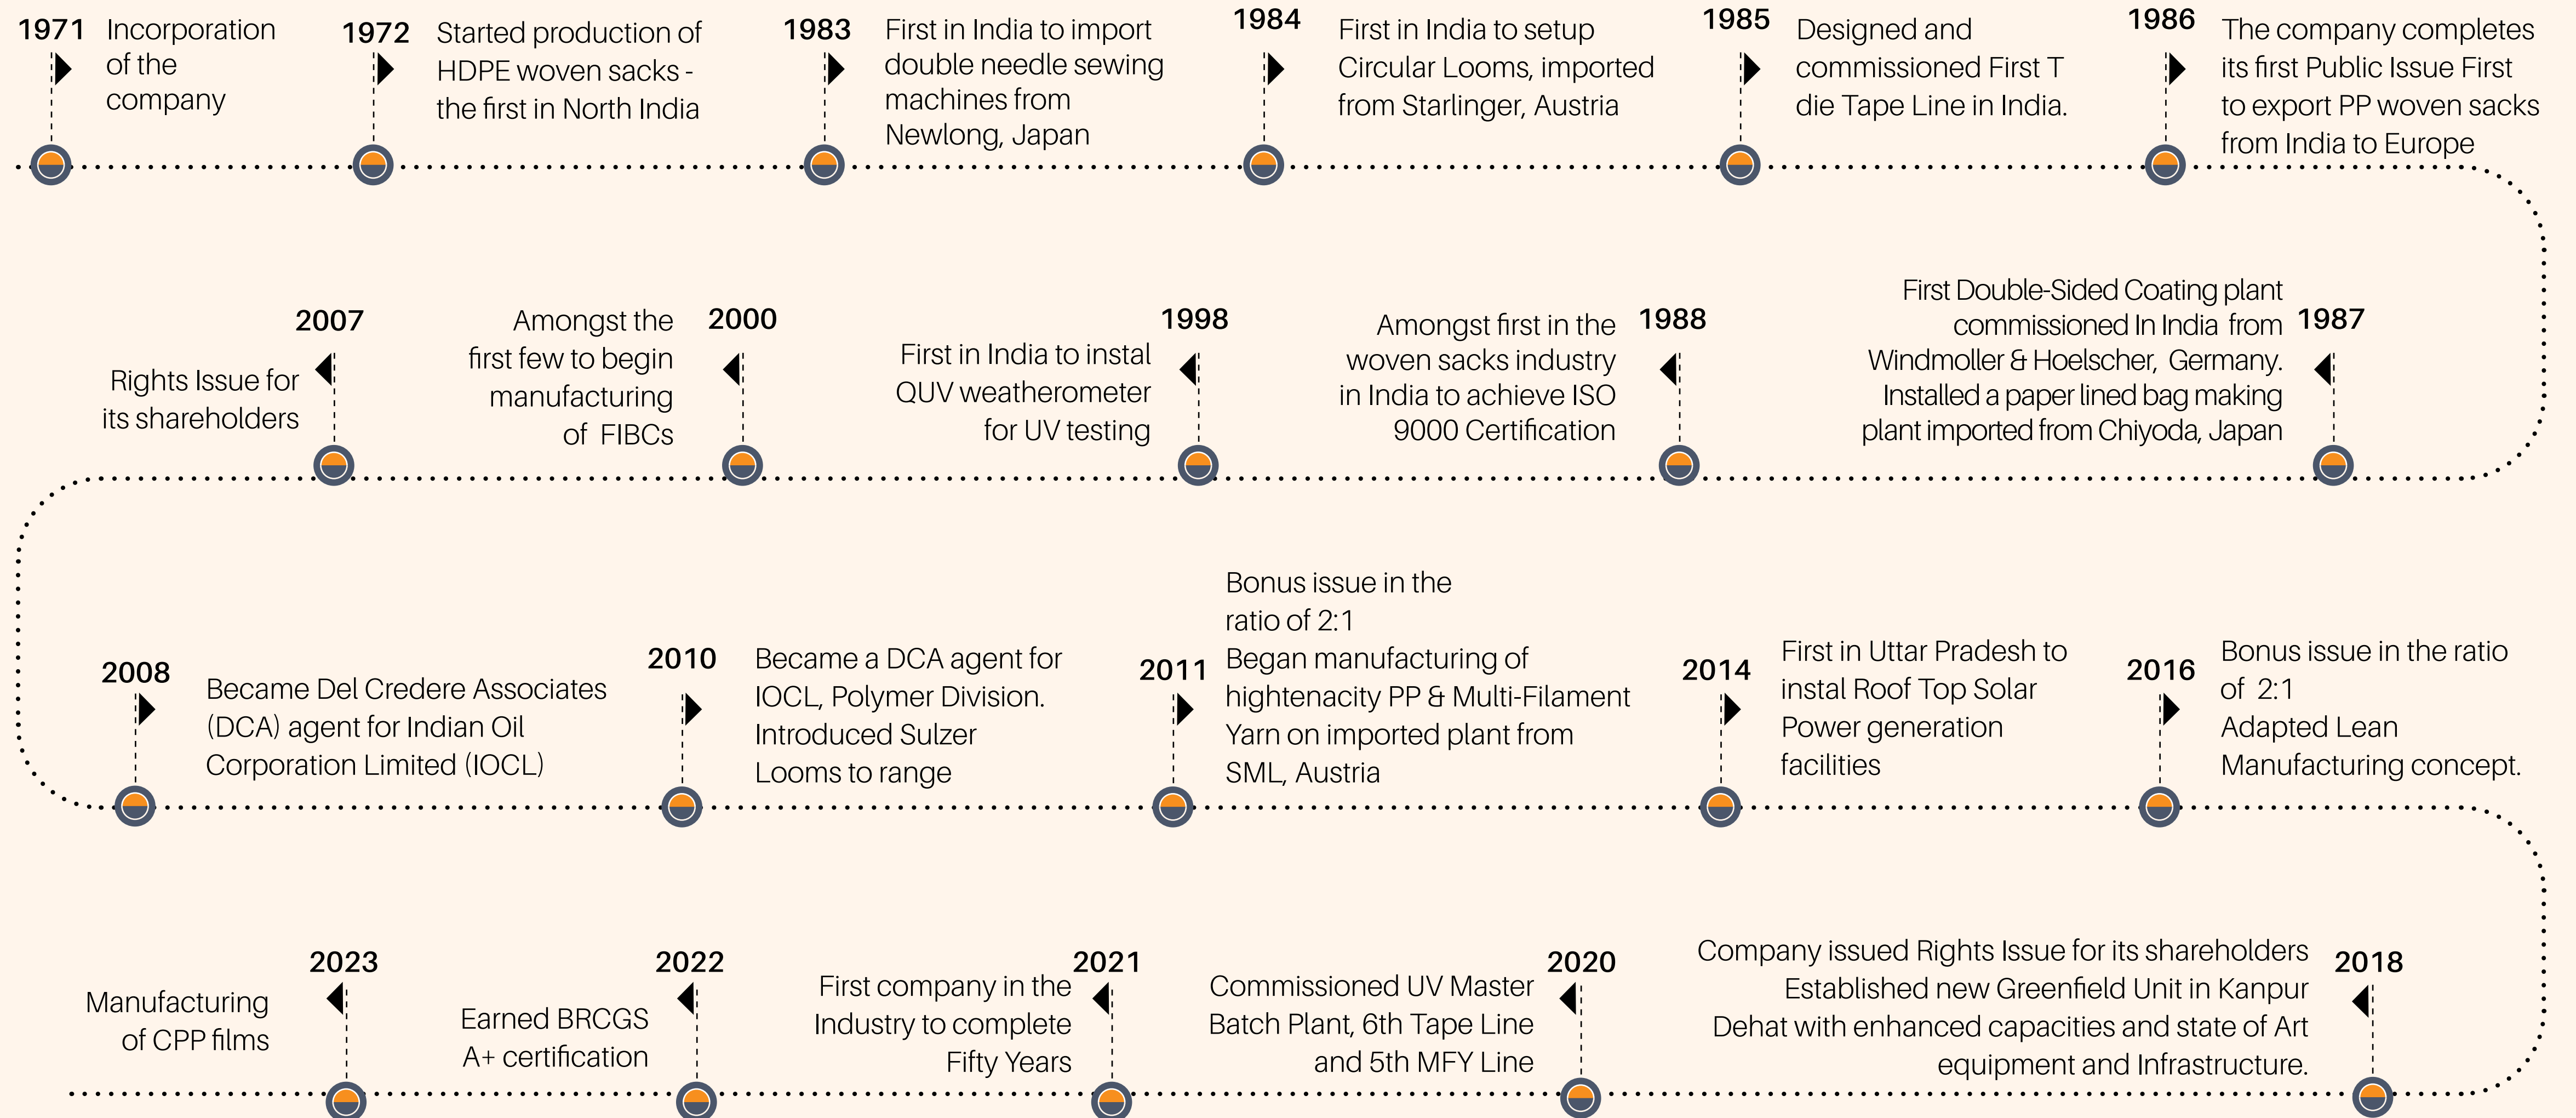 1971
Incorporation
of the
company
1972
Started production of
HDPE woven sacks -
the first in North India
1983
First in India to import
double needle sewing
machines from
Newlong, Japan
1984
First in India to setup
Circular Looms, imported
from Starlinger, Austria
1985
Designed and
commissioned First T
die Tape Line in India.
1986
The company completes
its first Public Issue First
to export PP woven sacks
from India to Europe
1987
First Double-Sided Coating plant
commissioned In India from
Windmoller & Hoelscher, Germany.
Installed a paper lined bag making
plant imported from Chiyoda, Japan
1988
Amongst first in the
woven sacks industry
in India to achieve ISO
9000 Certification
1998
First in India to instal
QUV weatherometer
for UV testing
2000
Amongst the
first few to begin
manufacturing
of FIBCs
2007
Rights Issue for
its shareholders
2008
Became Del Credere Associates
(DCA) agent for Indian Oil
Corporation Limited (IOCL)
2010
Became a DCA agent for
IOCL, Polymer Division.
Introduced Sulzer
Looms to range
2011
Bonus issue in the
ratio of 2:1
Began manufacturing of
hightenacity PP & Multi-Filament
Yarn on imported plant from
SML, Austria
2014
First in Uttar Pradesh to
instal Roof Top Solar
Power generation
facilities
2016
Bonus issue in the ratio
of 2:1
Adapted Lean
Manufacturing concept.
2018
Company issued Rights Issue for its shareholders
Established new Greenfield Unit in Kanpur
Dehat with enhanced capacities and state of Art
equipment and Infrastructure.
2020
Commissioned UV Master
Batch Plant, 6th Tape Line
and 5th MFY Line
2021
First company in the
Industry to complete
Fifty Years
2022
Earned BRCGS
A+ certification
2023
Manufacturing
of CPP films